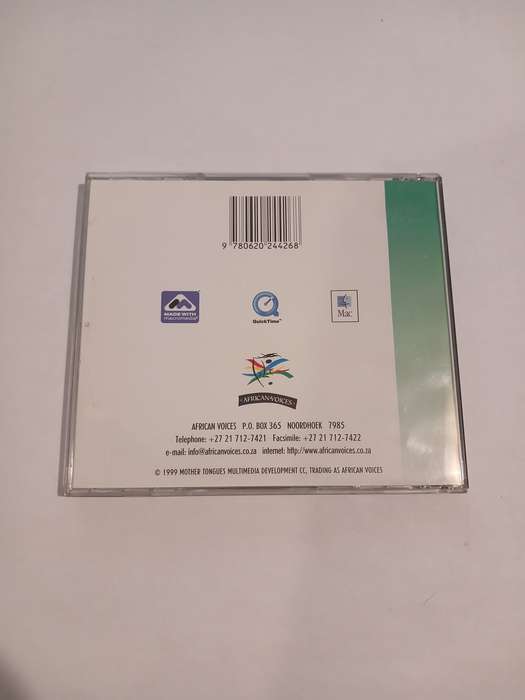 9 780620 244268
MADE WITH
macromedia
QuickTime™
Mac
AFRICAN VOICES
AFRICAN VOICES P.O. BOX 365 NOORDHOEK 7985
Telephone: +27 21 712-7421 Facsimile: +27 21 712-7422
e-mail: info@africanvoices.co.za internet: http://www.africanvoices.co.za
© 1999 MOTHER TONGUES MULTIMEDIA DEVELOPMENT CC, TRADING AS AFRICAN VOICES